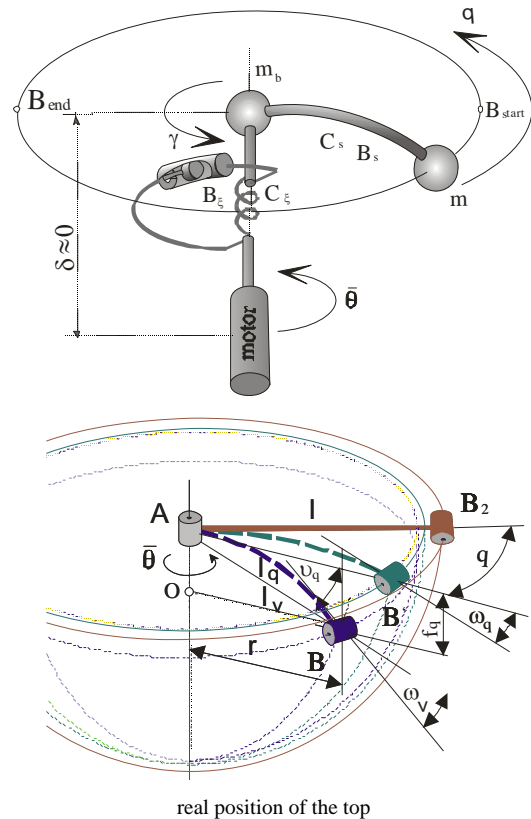 q
m_b
B_end
B_start
γ
C_s
B_s
B_ξ
C_ξ
m
δ≈0
θ̄
motor
l
B_2
A
q
θ̄
l_q
υ_q
O
l_v
B
ω_q
f_q
r
B
ω_v
real position of the top